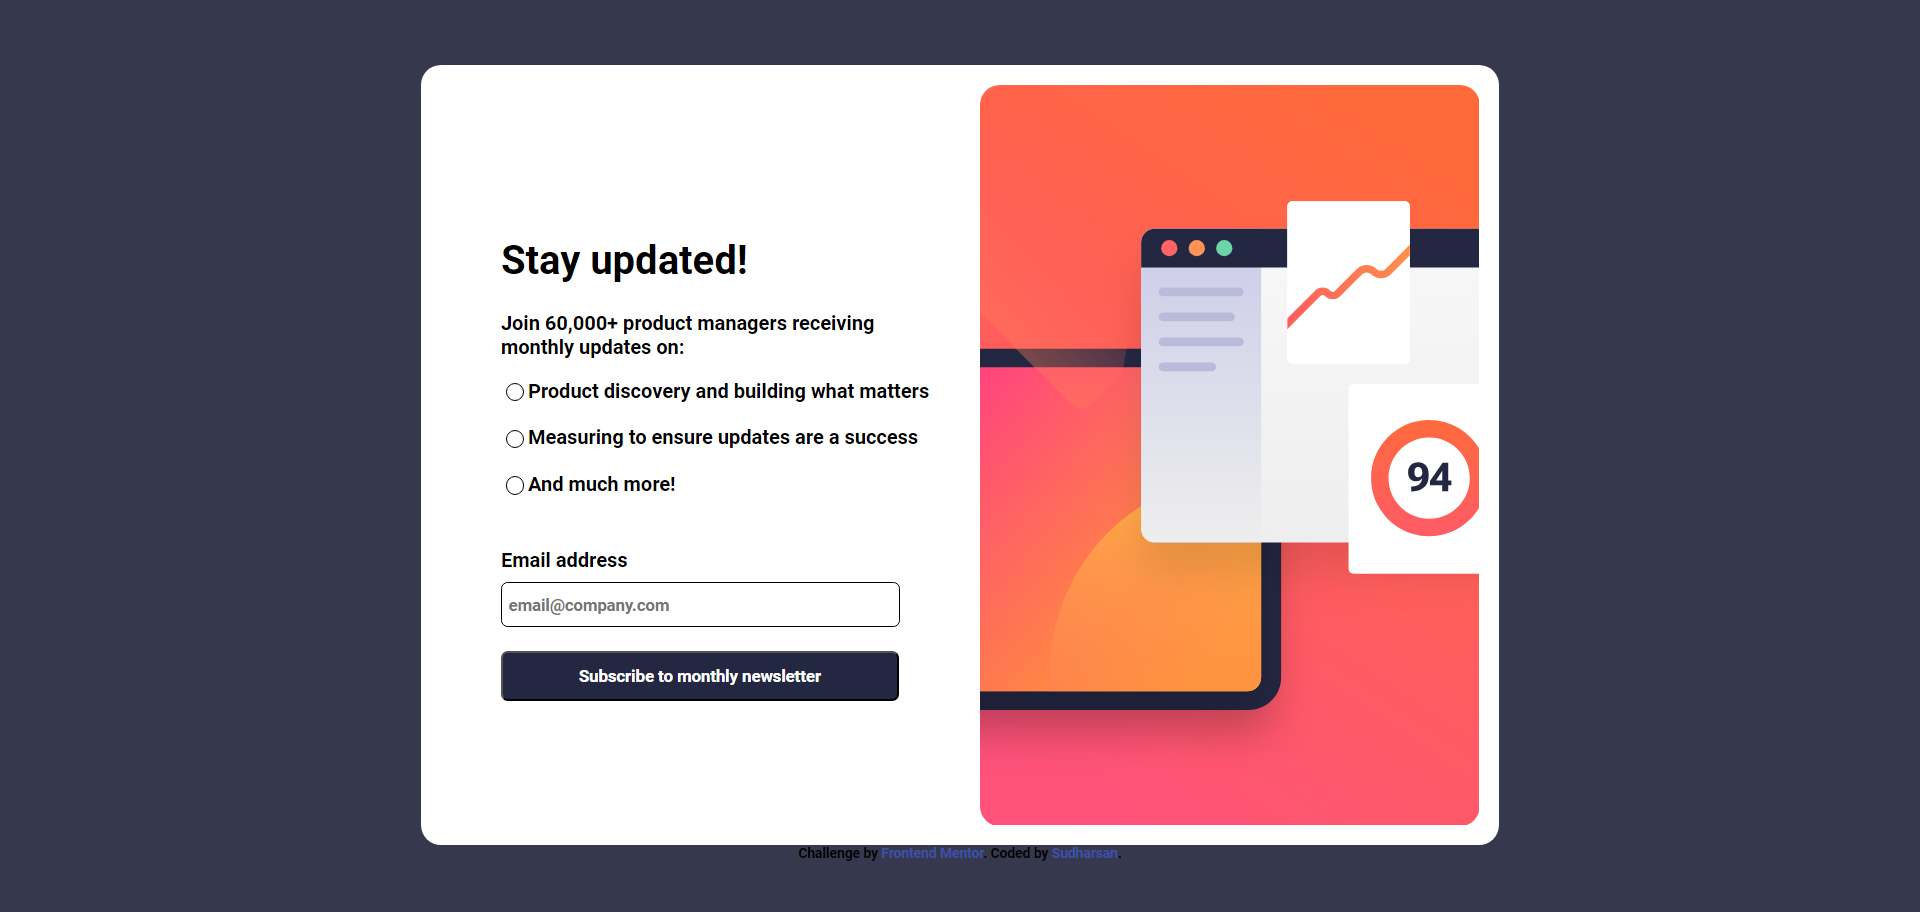 Stay updated!
Join 60,000+ product managers receiving
monthly updates on:
Product discovery and building what matters
Measuring to ensure updates are a success
And much more!
Email address
email@company.com
Subscribe to monthly newsletter
94
Challenge by Frontend Mentor. Coded by Sudharsan.